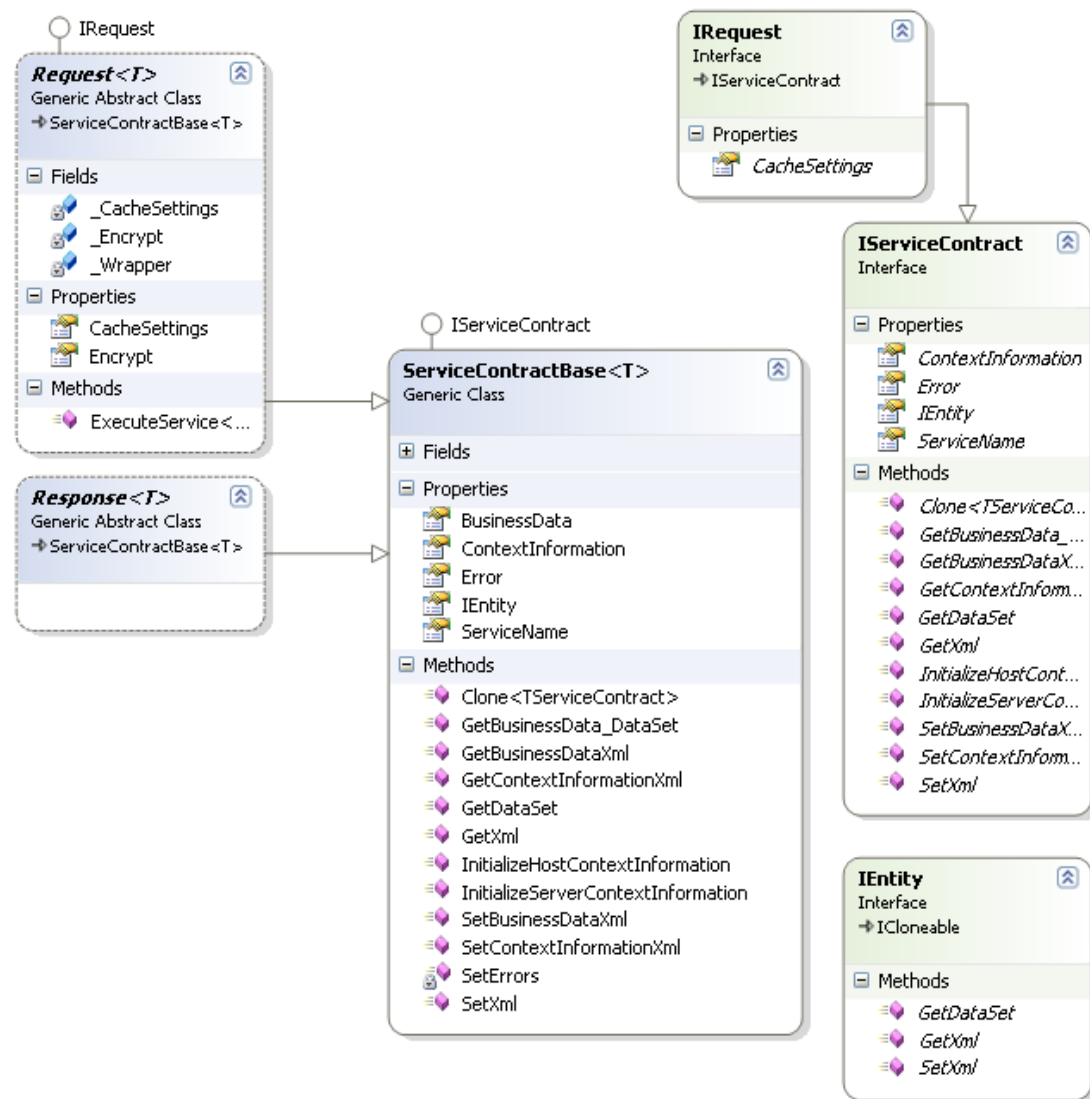 IRequest
Request<T>
Generic Abstract Class
ServiceContractBase<T>
Fields
_CacheSettings
_Encrypt
_Wrapper
Properties
CacheSettings
Encrypt
Methods
ExecuteService<...
Response<T>
Generic Abstract Class
ServiceContractBase<T>
IServiceContract
ServiceContractBase<T>
Generic Class
Fields
Properties
BusinessData
ContextInformation
Error
IEntity
ServiceName
Methods
Clone<TServiceContract>
GetBusinessData_DataSet
GetBusinessDataXml
GetContextInformationXml
GetDataSet
GetXml
InitializeHostContextInformation
InitializeServerContextInformation
SetBusinessDataXml
SetContextInformationXml
SetErrors
SetXml
IRequest
Interface
IServiceContract
Properties
CacheSettings
IServiceContract
Interface
Properties
ContextInformation
Error
IEntity
ServiceName
Methods
Clone<TServiceCo...
GetBusinessData_...
GetBusinessDataX...
GetContextInform...
GetDataSet
GetXml
InitializeHostCont...
InitializeServerCo...
SetBusinessDataX...
SetContextInform...
SetXml
IEntity
Interface
ICloneable
Methods
GetDataSet
GetXml
SetXml